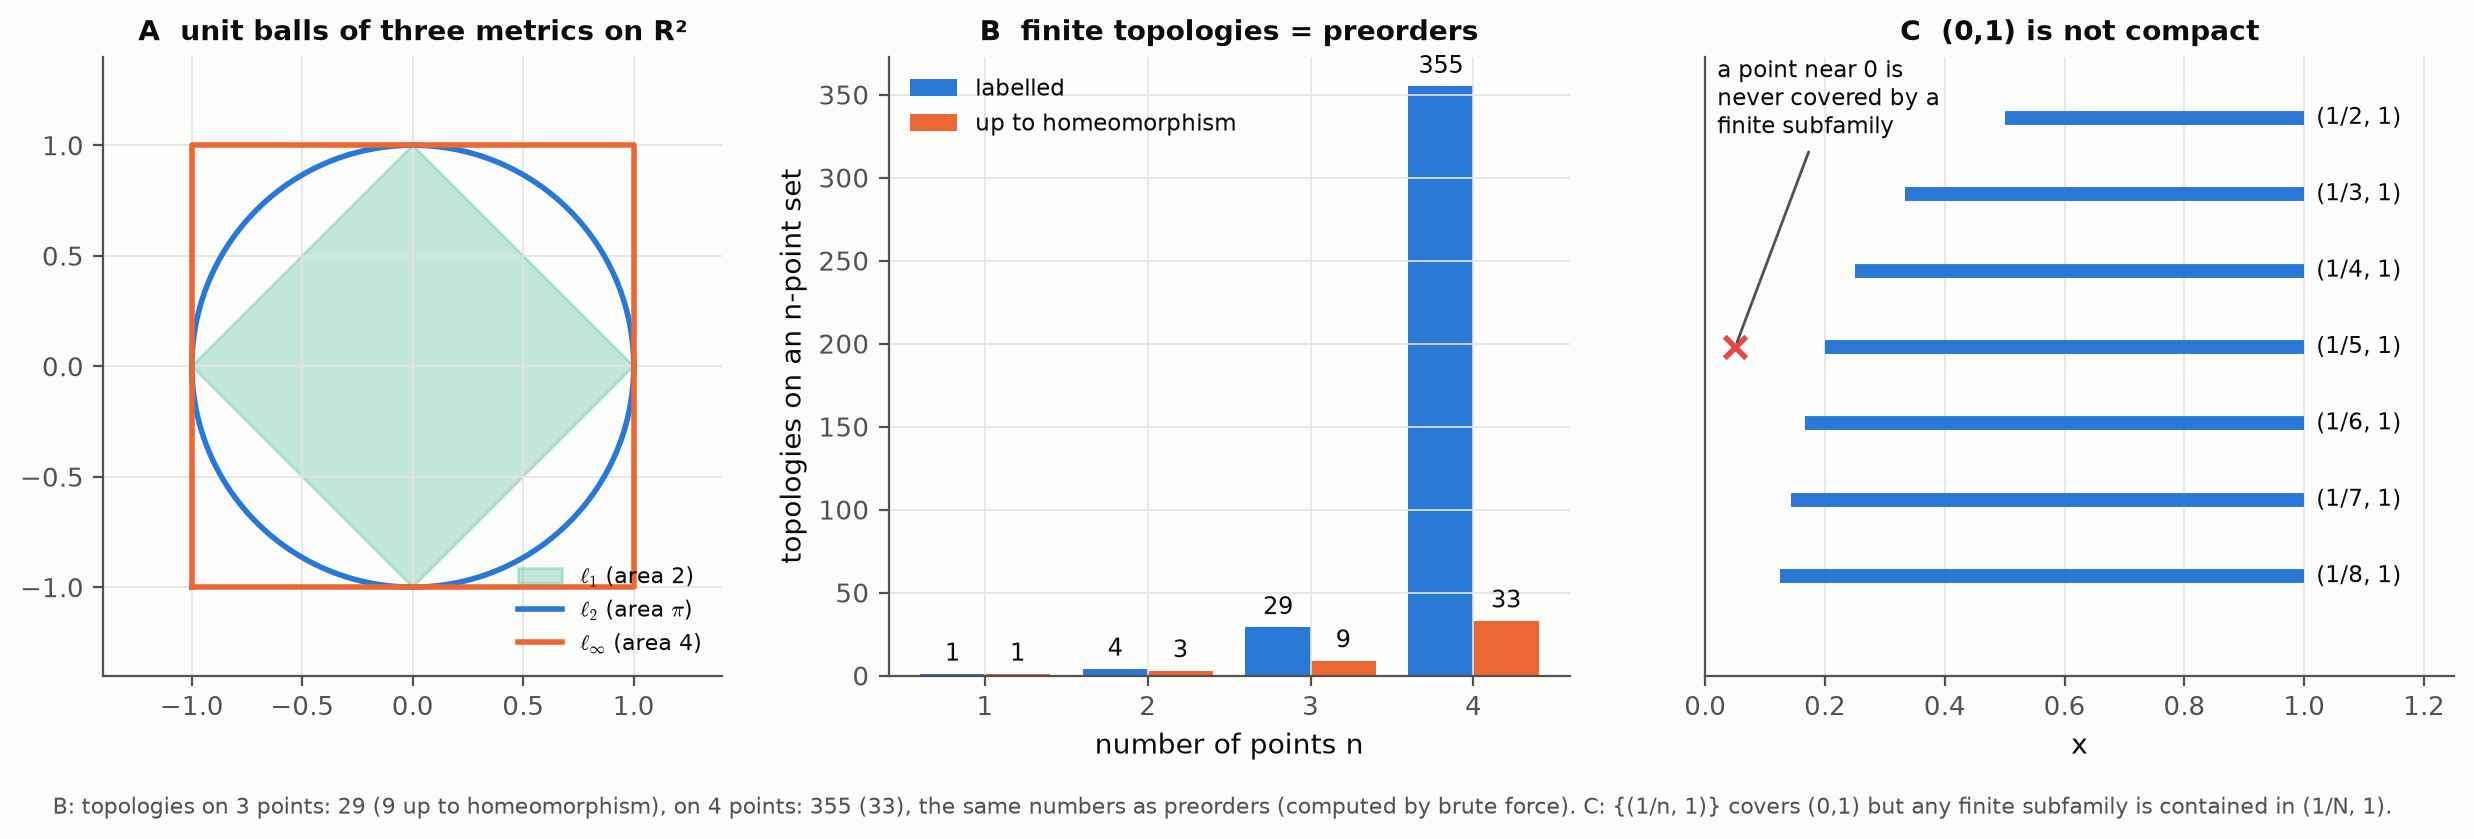 A  unit balls of three metrics on R²
1.0
0.5
0.0
−0.5
−1.0
−1.0
−0.5
0.0
0.5
1.0
ℓ₁ (area 2)
ℓ₂ (area π)
ℓ∞ (area 4)
B  finite topologies = preorders
topologies on an n-point set
350
300
250
200
150
100
50
0
labelled
up to homeomorphism
1
1
4
3
29
9
355
33
1
2
3
4
number of points n
C  (0,1) is not compact
a point near 0 is
never covered by a
finite subfamily
(1/2, 1)
(1/3, 1)
(1/4, 1)
(1/5, 1)
(1/6, 1)
(1/7, 1)
(1/8, 1)
0.0
0.2
0.4
0.6
0.8
1.0
1.2
x
B: topologies on 3 points: 29 (9 up to homeomorphism), on 4 points: 355 (33), the same numbers as preorders (computed by brute force). C: {(1/n, 1)} covers (0,1) but any finite subfamily is contained in (1/N, 1).